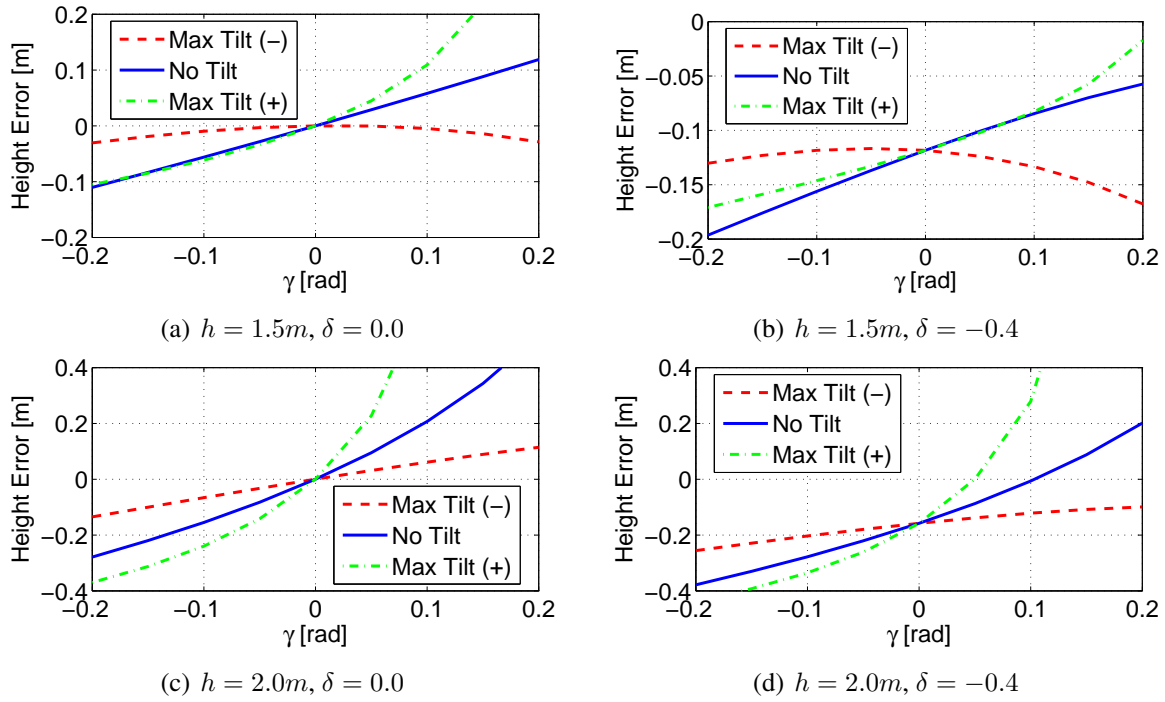 0.2
0.1
0
−0.1
−0.2
Height Error [m]
Max Tilt (−)
No Tilt
Max Tilt (+)
−0.2 −0.1 0 0.1 0.2
γ [rad]
(a) h = 1.5m, δ = 0.0
−0
−0.05
−0.1
−0.15
−0.2
Height Error [m]
Max Tilt (−)
No Tilt
Max Tilt (+)
−0.2 −0.1 0 0.1 0.2
γ [rad]
(b) h = 1.5m, δ = −0.4
0.4
0.2
0
−0.2
−0.4
Height Error [m]
Max Tilt (−)
No Tilt
Max Tilt (+)
−0.2 −0.1 0 0.1 0.2
γ [rad]
(c) h = 2.0m, δ = 0.0
0.4
0.2
0
−0.2
−0.4
Height Error [m]
Max Tilt (−)
No Tilt
Max Tilt (+)
−0.2 −0.1 0 0.1 0.2
γ [rad]
(d) h = 2.0m, δ = −0.4